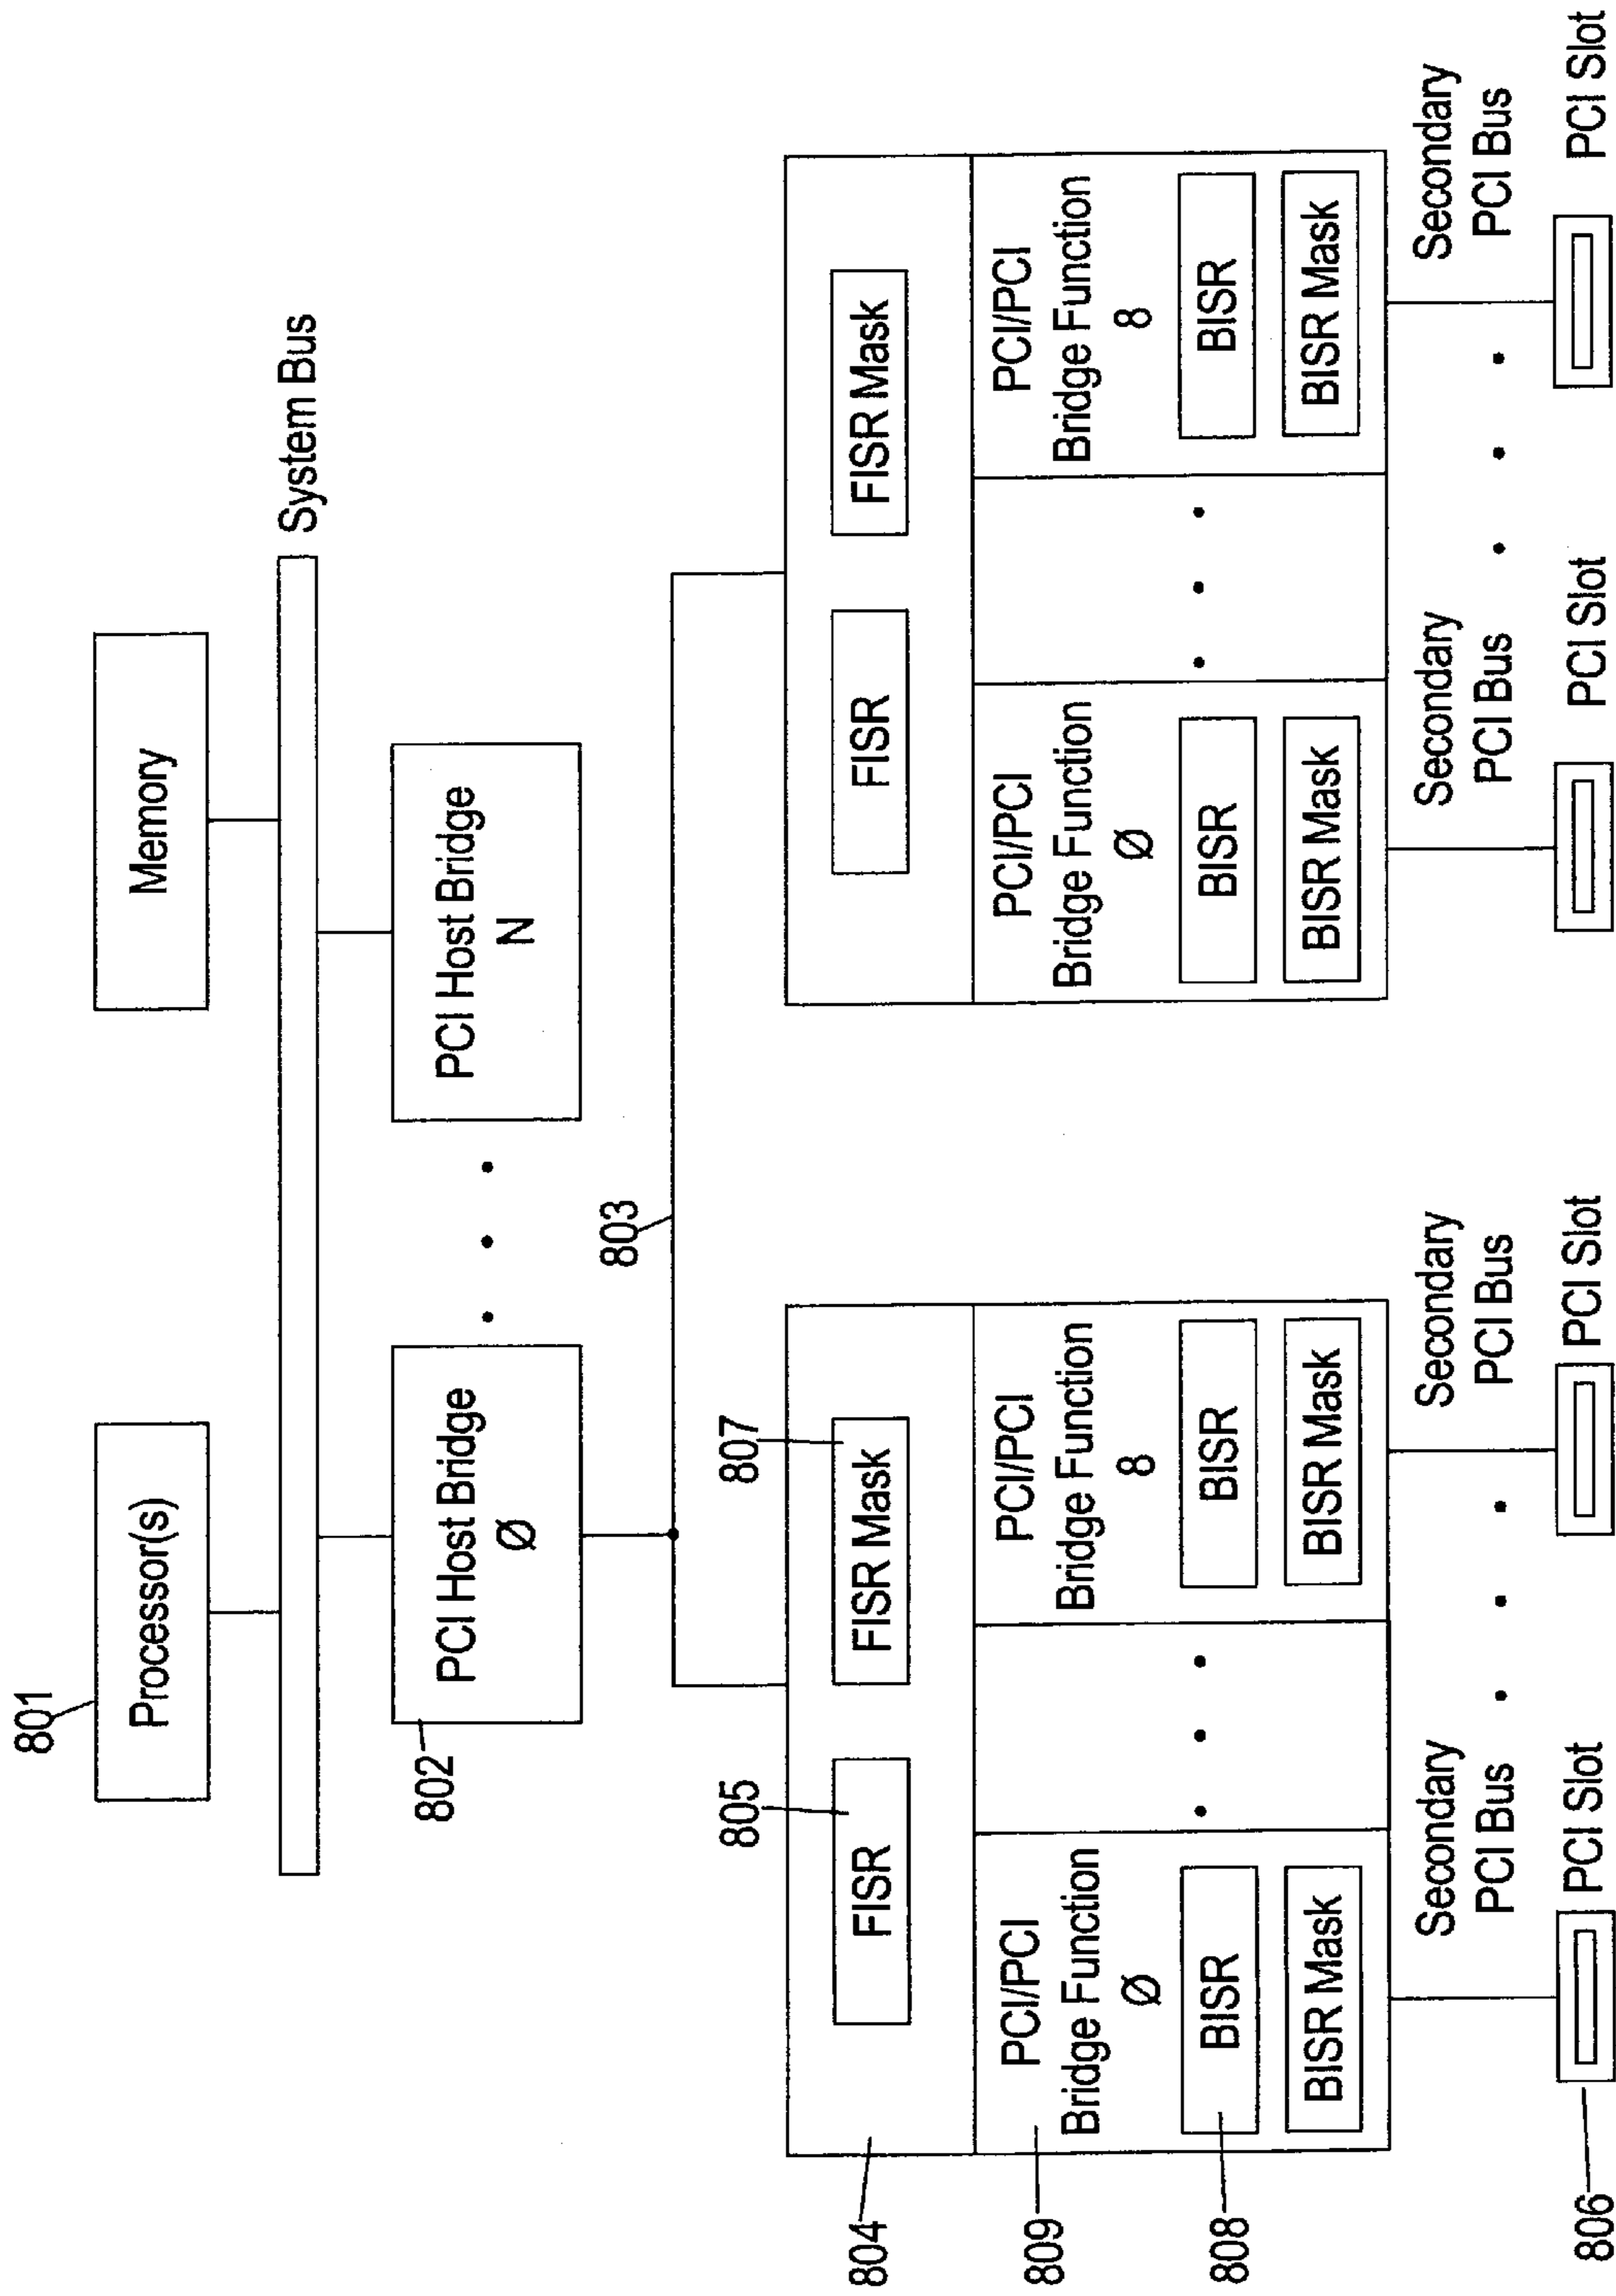 801
Processor(s)
Memory
System Bus
802
PCI Host Bridge
Ø
PCI Host Bridge
N
803
804
805
FISR
807
FISR Mask
FISR
FISR Mask
809
PCI/PCI
Bridge Function
Ø
808
BISR
BISR Mask
PCI/PCI
Bridge Function
8
BISR
BISR Mask
PCI/PCI
Bridge Function
Ø
BISR
BISR Mask
PCI/PCI
Bridge Function
8
BISR
BISR Mask
Secondary
PCI Bus
Secondary
PCI Bus
Secondary
PCI Bus
Secondary
PCI Bus
806
PCI Slot
PCI Slot
PCI Slot
PCI Slot